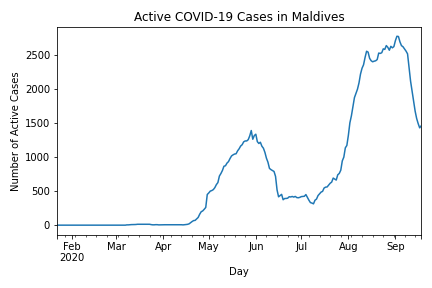 Active COVID-19 Cases in Maldives
Number of Active Cases
2500
2000
1500
1000
500
0
Feb Mar Apr May Jun Jul Aug Sep
2020
Day